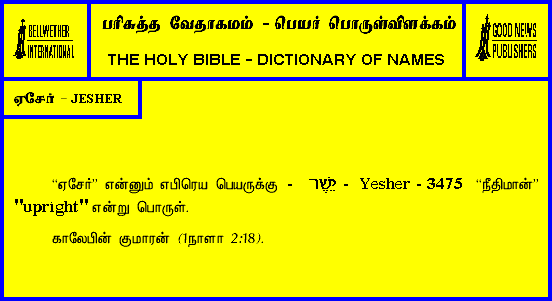 BELLWETHER
INTERNATIONAL
பரிசுத்த வேதாகமம் - பெயர் பொருள்விளக்கம்
THE HOLY BIBLE - DICTIONARY OF NAMES
GOOD NEWS
PUBLISHERS
ஏசேர் - JESHER
“ஏசேர்” என்னும் எபிரெய பெயருக்கு - יֵשֶׁר - Yesher - 3475 “நீதிமான்”
"upright" என்று பொருள்.
காலேபின் குமாரன் (1நாளா 2:18).